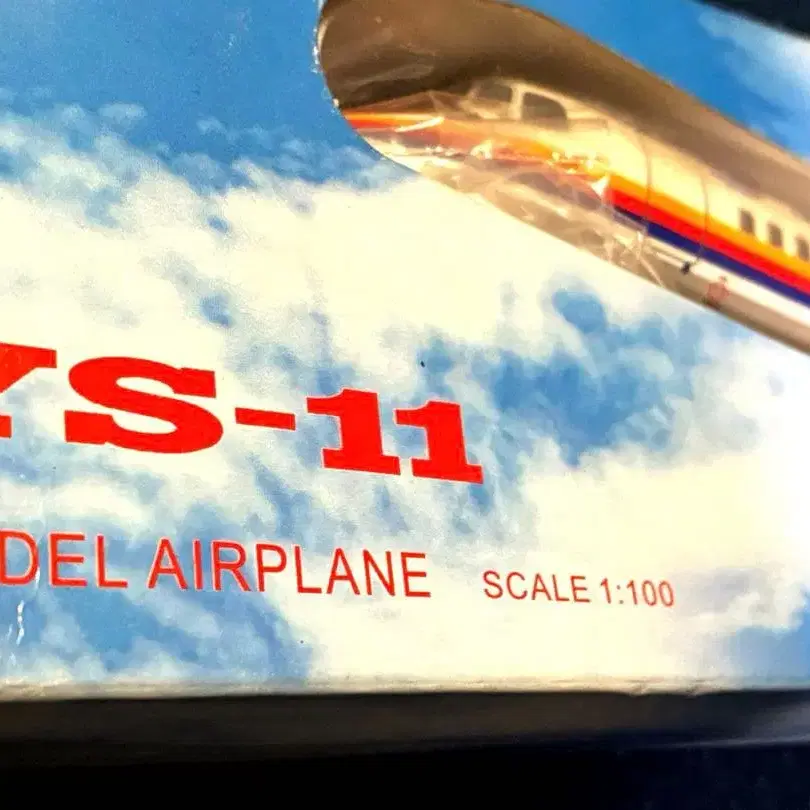 YS-11
DEL AIRPLANE SCALE 1:100